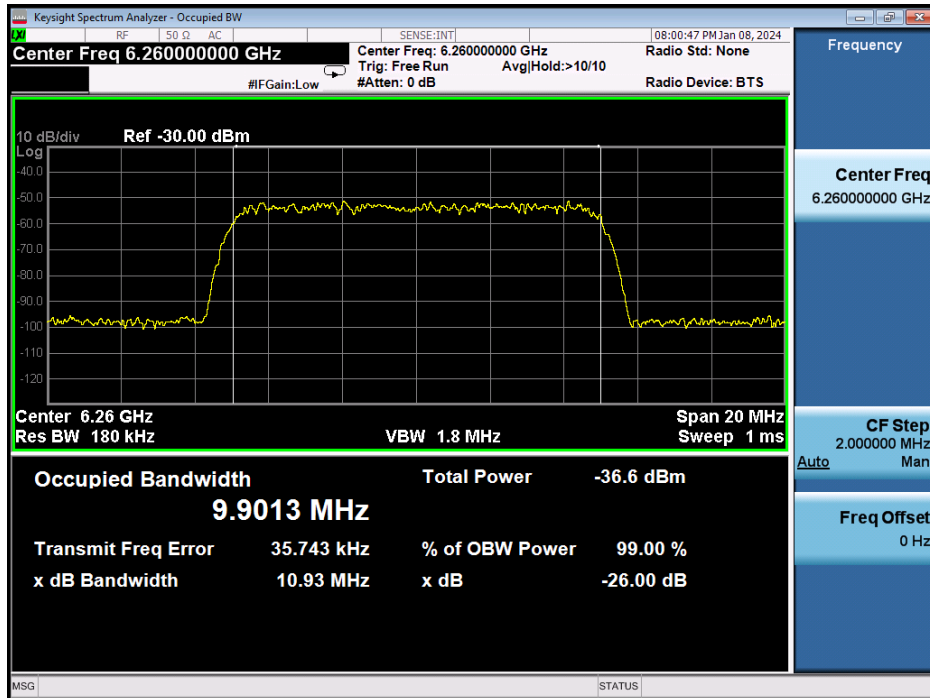 Keysight Spectrum Analyzer - Occupied BW
LXI
RF 50 Ω AC SENSE:INT 08:00:47 PM Jan 08, 2024
Center Freq 6.260000000 GHz
Center Freq: 6.260000000 GHz Radio Std: None
Trig: Free Run Avg|Hold:>10/10
#IFGain:Low #Atten: 0 dB Radio Device: BTS
10 dB/div Ref -30.00 dBm
Log
-40.0
-50.0
-60.0
-70.0
-80.0
-90.0
-100
-110
-120
Center 6.26 GHz Span 20 MHz
Res BW 180 kHz VBW 1.8 MHz Sweep 1 ms
Occupied Bandwidth Total Power -36.6 dBm
9.9013 MHz
Transmit Freq Error 35.743 kHz % of OBW Power 99.00 %
x dB Bandwidth 10.93 MHz x dB -26.00 dB
MSG STATUS
Frequency
Center Freq
6.260000000 GHz
CF Step
2.000000 MHz
Auto Man
Freq Offset
0 Hz